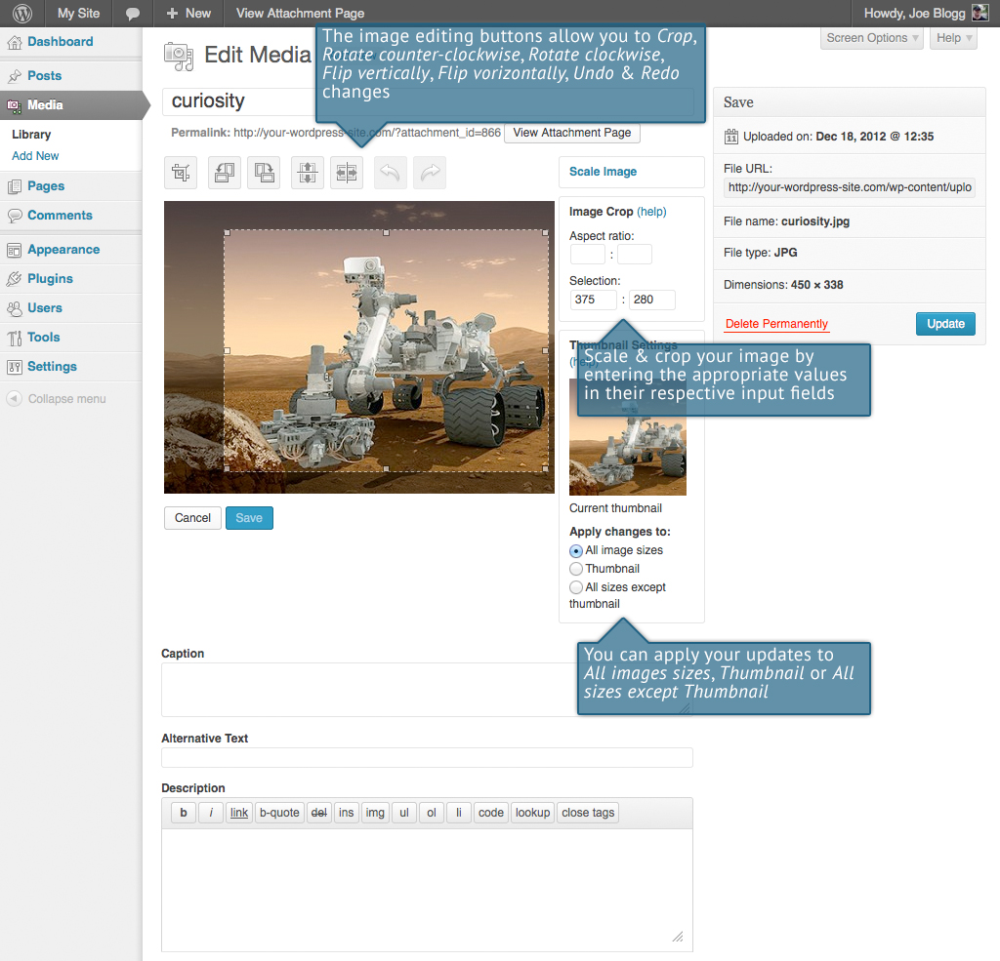 My Site
+ New
View Attachment Page
Howdy, Joe Blogg
Screen Options
Help
Dashboard
Posts
Media
Library
Add New
Pages
Comments
Appearance
Plugins
Users
Tools
Settings
Collapse menu
Edit Media
The image editing buttons allow you to Crop,
Rotate counter-clockwise, Rotate clockwise,
Flip vertically, Flip vorizontally, Undo & Redo
changes
curiosity
Permalink: http://your-wordpress-site.com/?attachment_id=866
View Attachment Page
Scale Image
Image Crop (help)
Aspect ratio:
:
Selection:
375 : 280
Thumbnail Settings
(help)
Scale & crop your image by
entering the appropriate values
in their respective input fields
Current thumbnail
Apply changes to:
All image sizes
Thumbnail
All sizes except
thumbnail
You can apply your updates to
All images sizes, Thumbnail or All
sizes except Thumbnail
Cancel
Save
Caption
Alternative Text
Description
b
i
link
b-quote
del
ins
img
ul
ol
li
code
lookup
close tags
Save
Uploaded on: Dec 18, 2012 @ 12:35
File URL:
http://your-wordpress-site.com/wp-content/uplo
File name: curiosity.jpg
File type: JPG
Dimensions: 450 × 338
Delete Permanently
Update